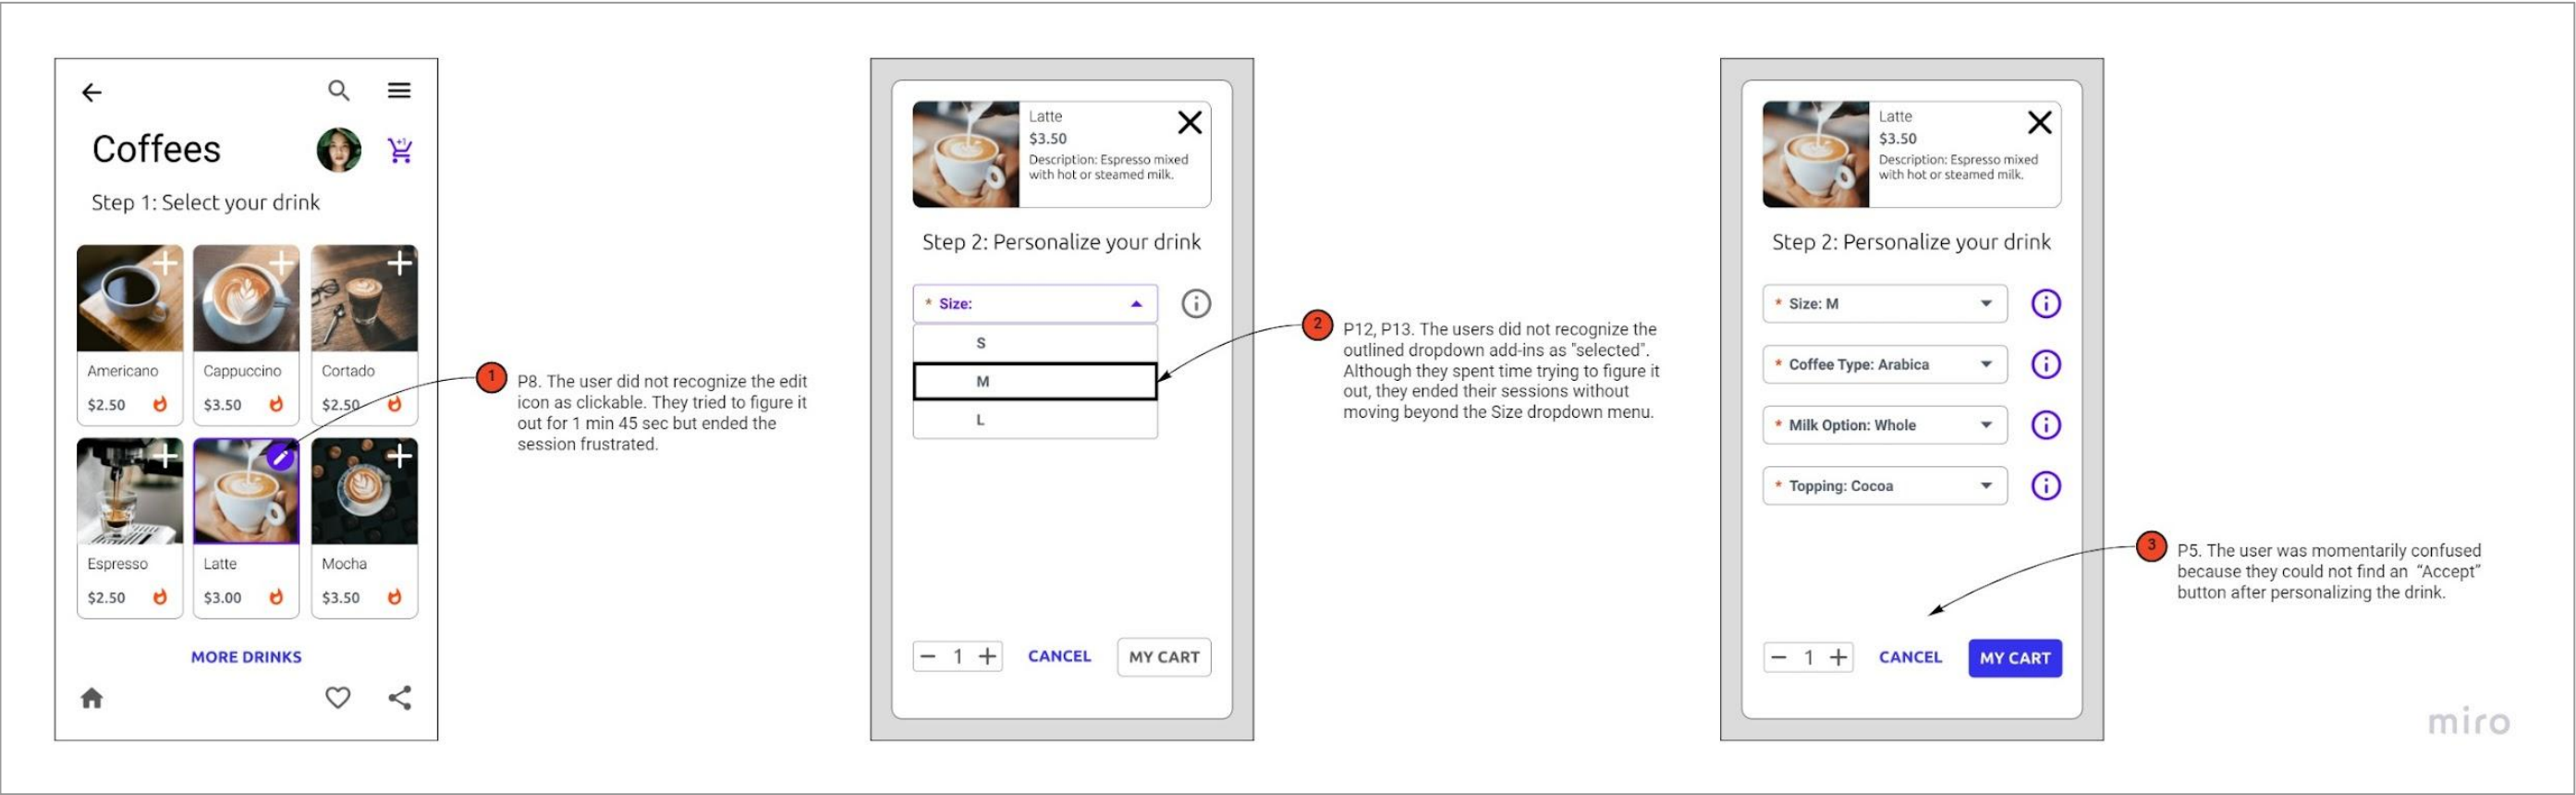 Coffees
+1
Step 1: Select your drink
Americano
$2.50
Cappuccino
$3.50
Cortado
$2.50
Espresso
$2.50
Latte
$3.00
Mocha
$3.50
MORE DRINKS
1
P8. The user did not recognize the edit
icon as clickable. They tried to figure it
out for 1 min 45 sec but ended the
session frustrated.
Latte
$3.50
Description: Espresso mixed
with hot or steamed milk.
Step 2: Personalize your drink
* Size:
S
M
L
− 1 +
CANCEL
MY CART
2
P12, P13. The users did not recognize the
outlined dropdown add-ins as "selected".
Although they spent time trying to figure it
out, they ended their sessions without
moving beyond the Size dropdown menu.
Latte
$3.50
Description: Espresso mixed
with hot or steamed milk.
Step 2: Personalize your drink
* Size: M
* Coffee Type: Arabica
* Milk Option: Whole
* Topping: Cocoa
− 1 +
CANCEL
MY CART
3
P5. The user was momentarily confused
because they could not find an “Accept”
button after personalizing the drink.
miro